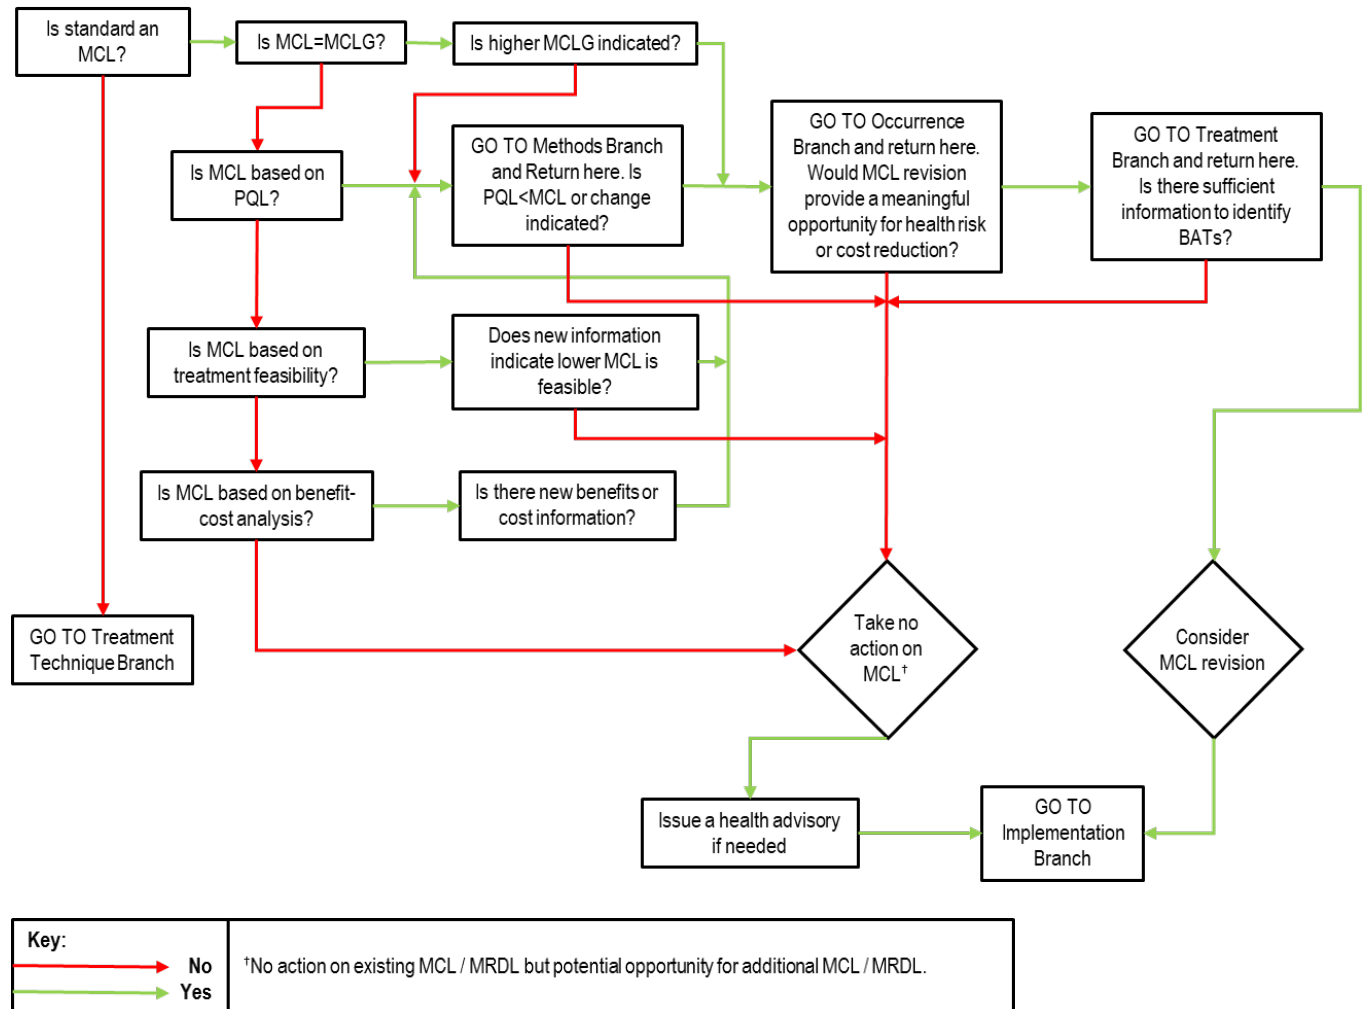 Is standard an
MCL?
Is MCL=MCLG?
Is higher MCLG indicated?
GO TO Occurrence
Branch and return here.
Would MCL revision
provide a meaningful
opportunity for health risk
or cost reduction?
GO TO Treatment
Branch and return here.
Is there sufficient
information to identify
BATs?
Is MCL based on
PQL?
GO TO Methods Branch
and Return here. Is
PQL<MCL or change
indicated?
Is MCL based on
treatment feasibility?
Does new information
indicate lower MCL is
feasible?
Is MCL based on benefit-
cost analysis?
Is there new benefits or
cost information?
GO TO Treatment
Technique Branch
Take no
action on
MCL†
Consider
MCL revision
Issue a health advisory
if needed
GO TO
Implementation
Branch
Key:
No
Yes
†No action on existing MCL / MRDL but potential opportunity for additional MCL / MRDL.